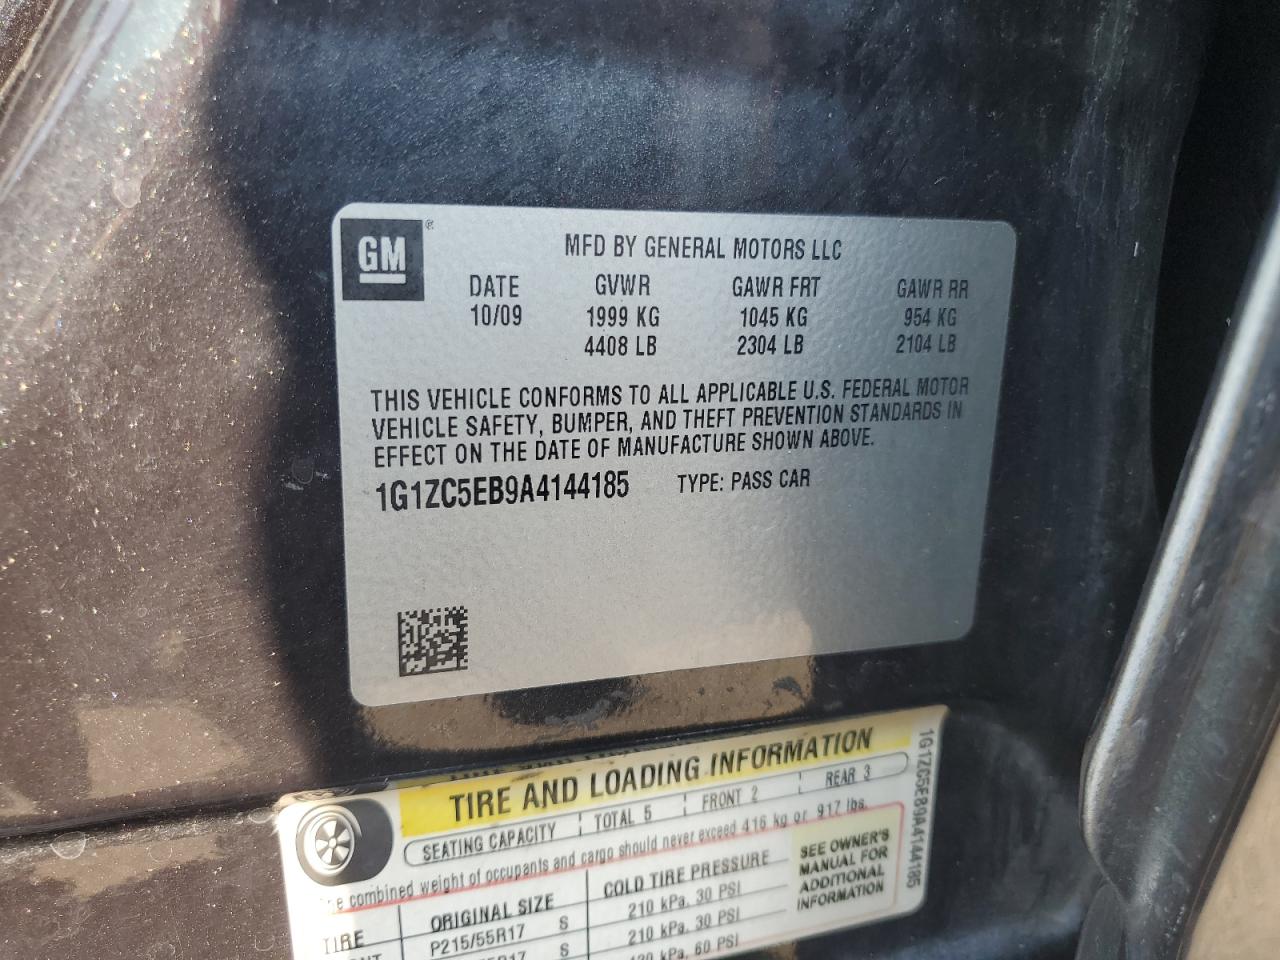 GM ®
MFD BY GENERAL MOTORS LLC
DATE GVWR GAWR FRT GAWR RR
10/09 1999 KG 1045 KG 954 KG
4408 LB 2304 LB 2104 LB
THIS VEHICLE CONFORMS TO ALL APPLICABLE U.S. FEDERAL MOTOR
VEHICLE SAFETY, BUMPER, AND THEFT PREVENTION STANDARDS IN
EFFECT ON THE DATE OF MANUFACTURE SHOWN ABOVE.
1G1ZC5EB9A4144185 TYPE: PASS CAR
TIRE AND LOADING INFORMATION
SEATING CAPACITY TOTAL 5 FRONT 2 REAR 3
combined weight of occupants and cargo should never exceed 416 kg or 917 lbs.
TIRE ORIGINAL SIZE COLD TIRE PRESSURE
P215/55R17 S 210 kPa, 30 PSI
S 210 kPa, 30 PSI
60 PSI
SEE OWNER'S
MANUAL FOR
ADDITIONAL
INFORMATION
1G1ZC5EB9A4144185